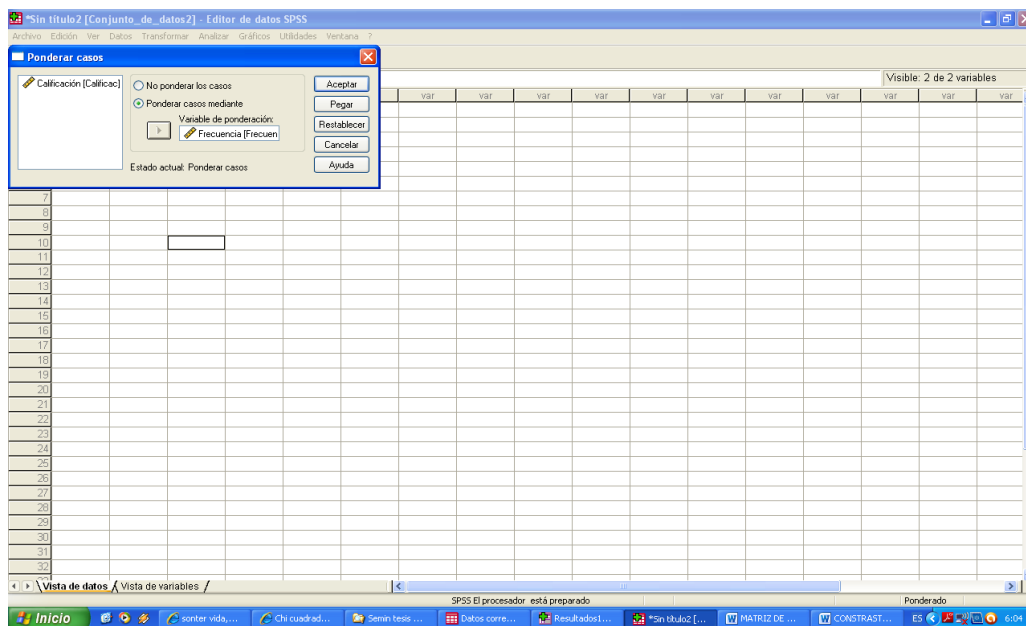 *Sin título2 [Conjunto_de_datos2] - Editor de datos SPSS
Archivo Edición Ver Datos Transformar Analizar Gráficos Utilidades Ventana ?
Ponderar casos
Calificación [Calificac]
No ponderar los casos
Ponderar casos mediante
Variable de ponderación:
Frecuencia [Frecuen
Estado actual: Ponderar casos
Aceptar
Pegar
Restablecer
Cancelar
Ayuda
Visible: 2 de 2 variables
var var var var var var var var var var var
7
8
9
10
11
12
13
14
15
16
17
18
19
20
21
22
23
24
25
26
27
28
29
30
31
32
Vista de datos Vista de variables
SPSS El procesador está preparado
Ponderado
Inicio
sonter vida,...
Chi cuadrad...
Semin tesis ...
Datos corre...
Resultados1...
*Sin título2 [...
MATRIZ DE ...
CONSTRAST...
ES
6:04